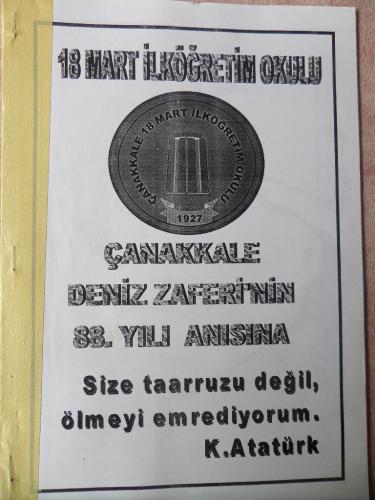 18 MART İLKÖĞRETİM OKULU
ÇANAKKALE 18 MART İLKÖĞRETİM OKULU
1927
ÇANAKKALE
DENİZ ZAFERİ'NİN
88. YILI ANISINA
Size taarruzu değil,
ölmeyi emrediyorum.
K.Atatürk